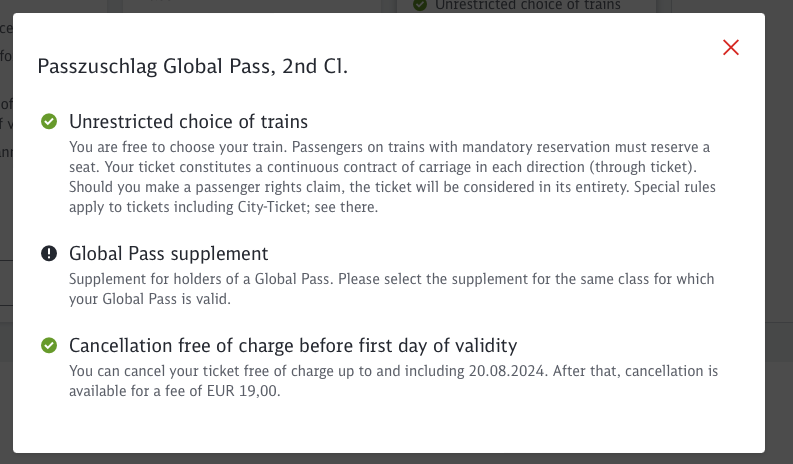 Unrestricted choice of trains
Passzuschlag Global Pass, 2nd Cl.
Unrestricted choice of trains
You are free to choose your train. Passengers on trains with mandatory reservation must reserve a
seat. Your ticket constitutes a continuous contract of carriage in each direction (through ticket).
Should you make a passenger rights claim, the ticket will be considered in its entirety. Special rules
apply to tickets including City-Ticket; see there.
Global Pass supplement
Supplement for holders of a Global Pass. Please select the supplement for the same class for which
your Global Pass is valid.
Cancellation free of charge before first day of validity
You can cancel your ticket free of charge up to and including 20.08.2024. After that, cancellation is
available for a fee of EUR 19,00.